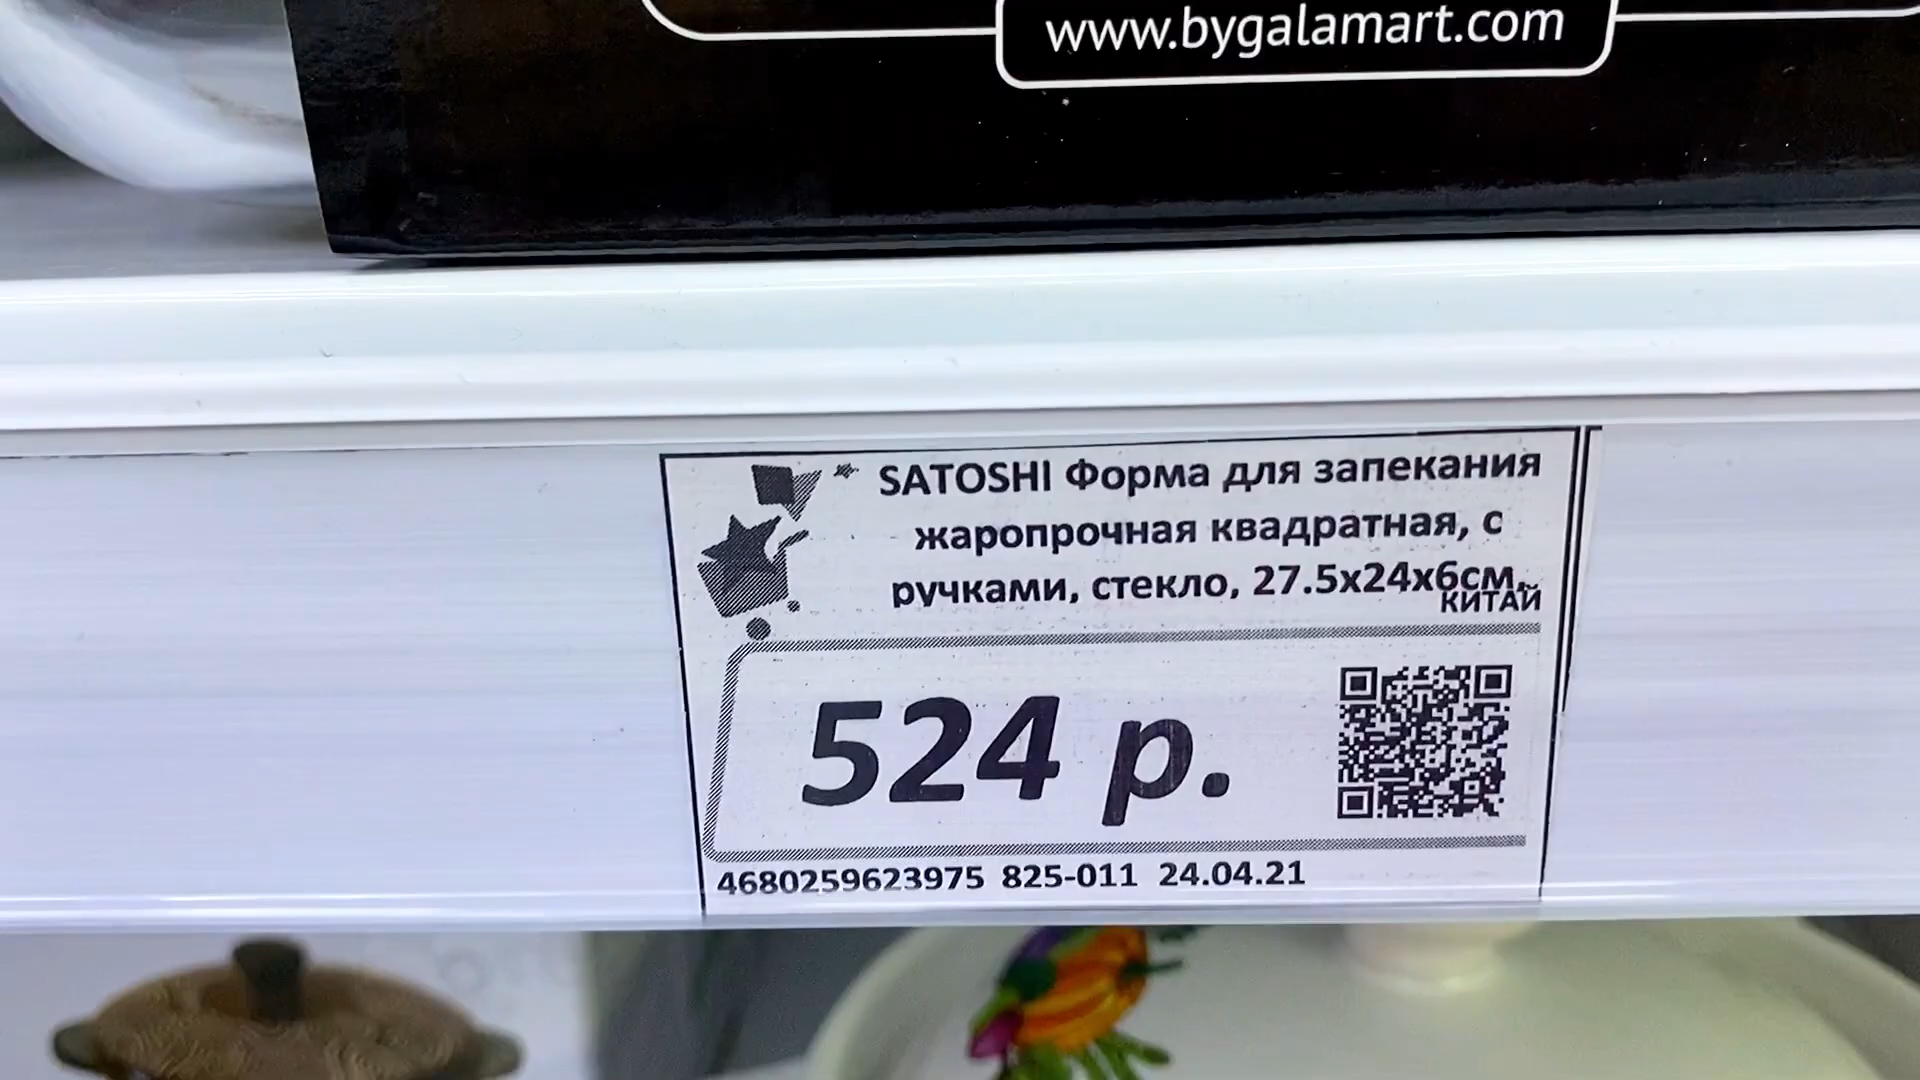 www.bygalamart.com
SATOSHI Форма для запекания
жаропрочная квадратная, с
ручками, стекло, 27.5х24х6см,
КИТАЙ
524 р.
4680259623975 825-011 24.04.21